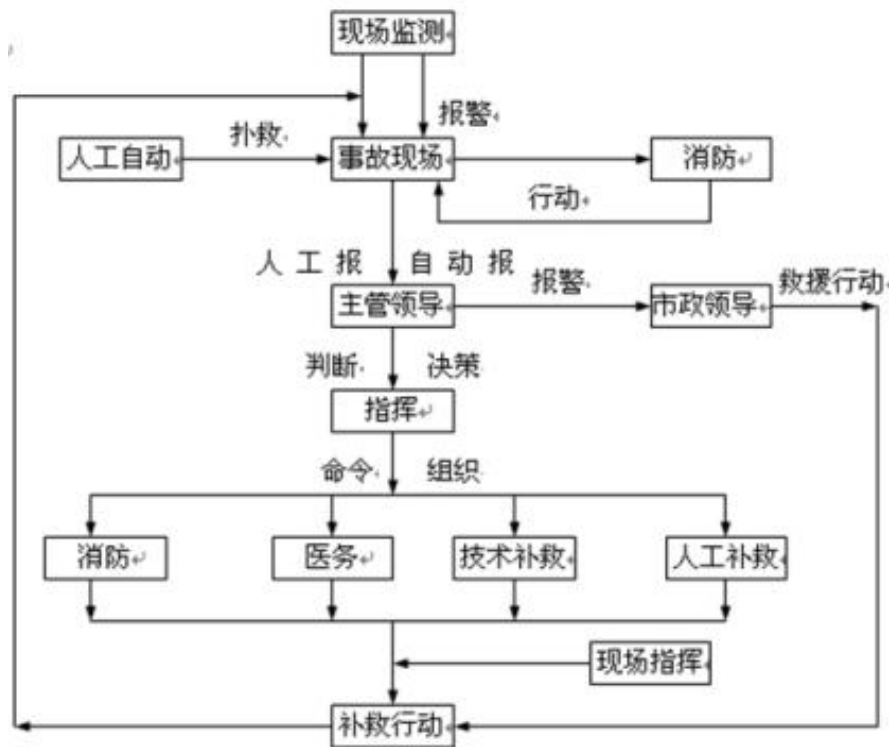 现场监测
报警
扑救
人工自动 事故现场 消防
行动
人 工 报 自 动 报
报警 救援行动
主管领导 市政领导
判断 决策
指挥
命令 组织
消防 医务 技术补救 人工补救
现场指挥
补救行动